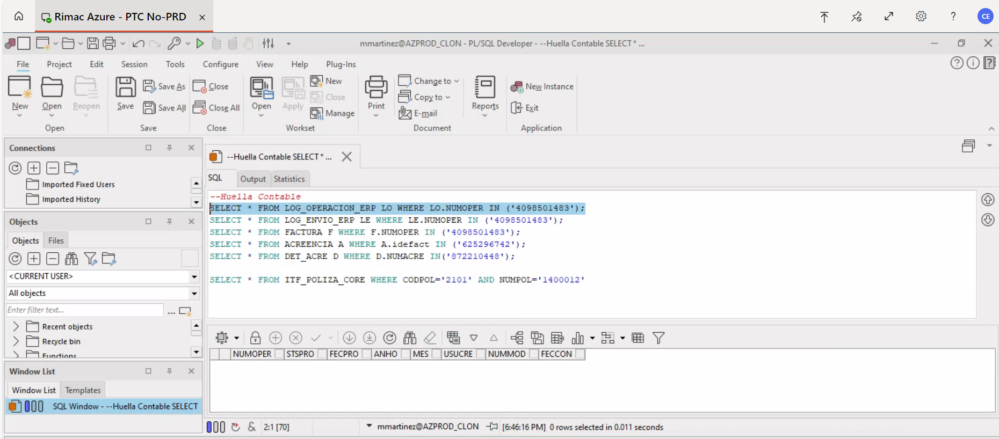 Rimac Azure - PTC No-PRD
CE
mmartinez@AZPROD_CLON - PL/SQL Developer - --Huella Contable SELECT * ...
File Project Edit Session Tools Configure View Help Plug-Ins
New Open Reopen
Open
Save Save As Save All
Save
Close Close All
Close
Open Apply New Close Manage
Workset
Print Change to Copy to E-mail Reports
Document
New Instance
Exit
Application
Connections
Imported Fixed Users
Imported History
Objects
Objects Files
<CURRENT USER>
All objects
Enter filter text... ...
Recent objects
Recycle bin
Functions
Window List
Window List Templates
SQL Window - --Huella Contable SELECT
--Huella Contable SELECT * ...
SQL Output Statistics
--Huella Contable
SELECT * FROM LOG_OPERACION_ERP LO WHERE LO.NUMOPER IN ('4098501483');
SELECT * FROM LOG_ENVIO_ERP LE WHERE LE.NUMOPER IN ('4098501483');
SELECT * FROM FACTURA F WHERE F.NUMOPER IN ('4098501483');
SELECT * FROM ACREENCIA A WHERE A.idefact IN ('625296742');
SELECT * FROM DET_ACRE D WHERE D.NUMACRE IN('872210448');
SELECT * FROM ITF_POLIZA_CORE WHERE CODPOL='2101' AND NUMPOL='1400012'
NUMOPER STSPRO FECPRO ANHO MES USUCRE NUMMOD FECCON
& 2:1 [70] mmartinez@AZPROD_CLON [6:46:16 PM] 0 rows selected in 0.011 seconds